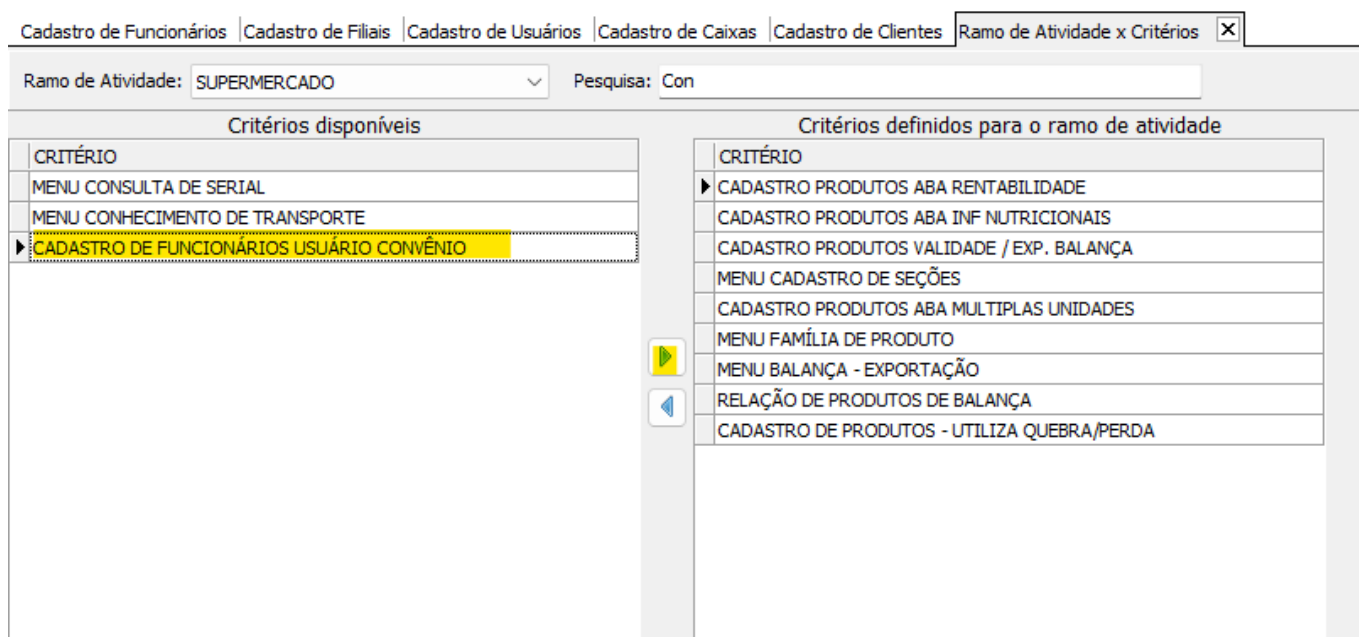 Cadastro de Funcionários Cadastro de Filiais Cadastro de Usuários Cadastro de Caixas Cadastro de Clientes Ramo de Atividade x Critérios X
Ramo de Atividade: SUPERMERCADO Pesquisa: Con
Critérios disponíveis
CRITÉRIO
MENU CONSULTA DE SERIAL
MENU CONHECIMENTO DE TRANSPORTE
CADASTRO DE FUNCIONÁRIOS USUÁRIO CONVÊNIO
Critérios definidos para o ramo de atividade
CRITÉRIO
CADASTRO PRODUTOS ABA RENTABILIDADE
CADASTRO PRODUTOS ABA INF NUTRICIONAIS
CADASTRO PRODUTOS VALIDADE / EXP. BALANÇA
MENU CADASTRO DE SEÇÕES
CADASTRO PRODUTOS ABA MULTIPLAS UNIDADES
MENU FAMÍLIA DE PRODUTO
MENU BALANÇA - EXPORTAÇÃO
RELAÇÃO DE PRODUTOS DE BALANÇA
CADASTRO DE PRODUTOS - UTILIZA QUEBRA/PERDA